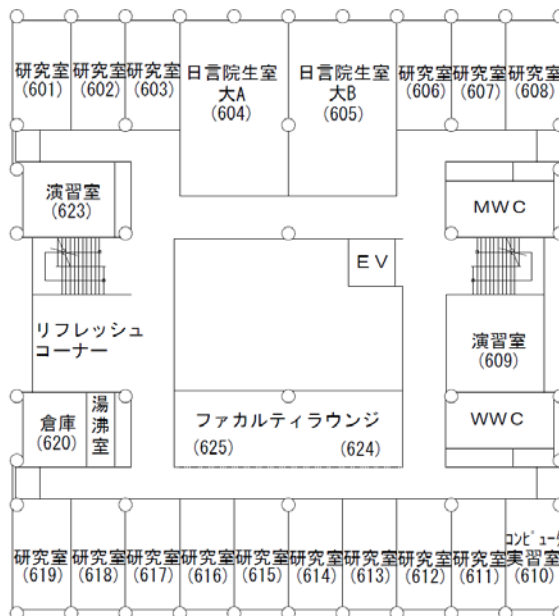 研究室
(601)
研究室
(602)
研究室
(603)
日言院生室
大A
(604)
日言院生室
大B
(605)
研究室
(606)
研究室
(607)
研究室
(608)
演習室
(623)
MWC
EV
リフレッシュ
コーナー
演習室
(609)
倉庫
(620)
湯沸室
ファカルティラウンジ
(625)
(624)
WWC
研究室
(619)
研究室
(618)
研究室
(617)
研究室
(616)
研究室
(615)
研究室
(614)
研究室
(613)
研究室
(612)
研究室
(611)
コンピュータ
実習室
(610)